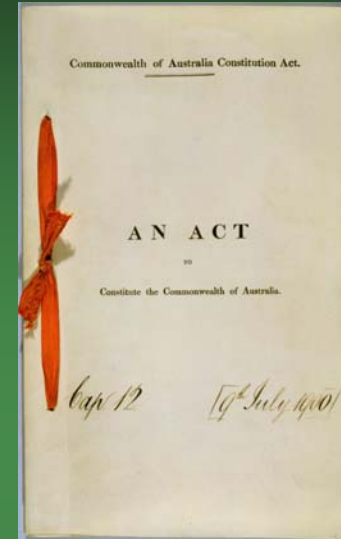 Commonwealth of Australia Constitution Act.
AN ACT
TO
Constitute the Commonwealth of Australia.
Cap 12 [9th July 1900]